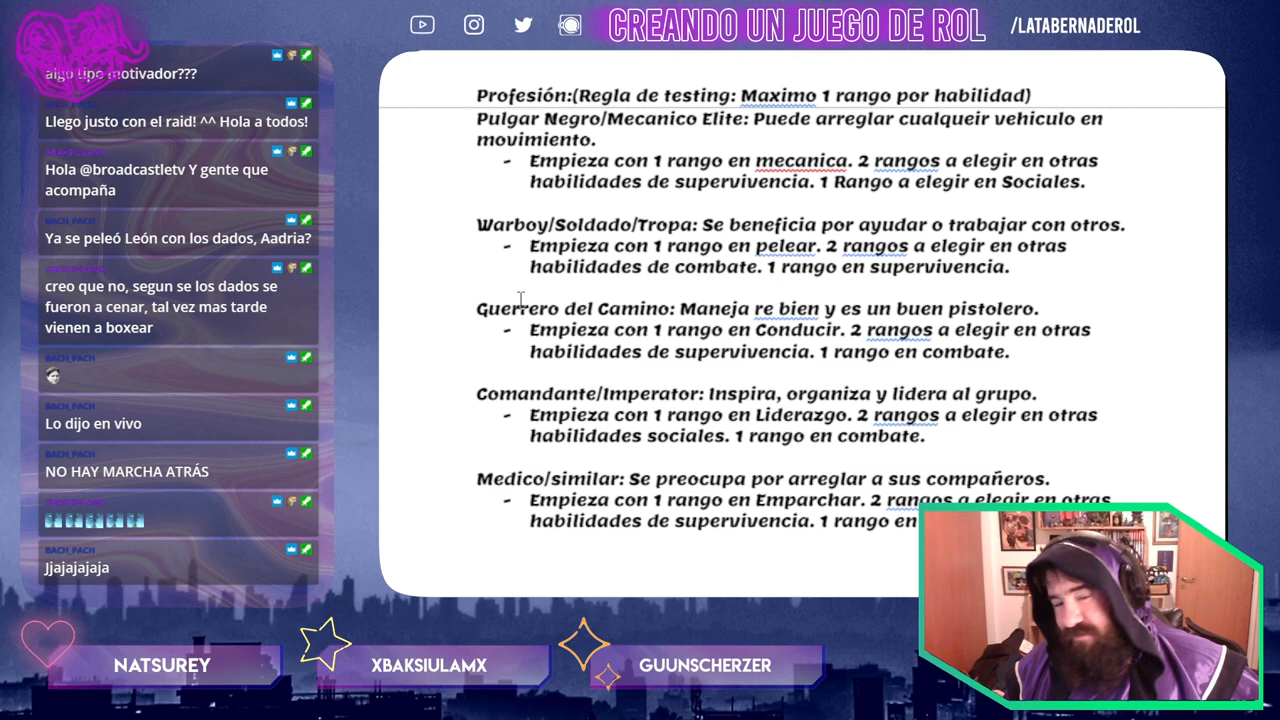 CREANDO UN JUEGO DE ROL
/LATABERNADEROL
algo tipo motivador???
BACH_PACH
Llego justo con el raid! ^^ Hola a todos!
Hola @broadcastletv Y gente que
acompaña
BACH_PACH
Ya se peleó León con los dados, Aadria?
creo que no, segun se los dados se
fueron a cenar, tal vez mas tarde
vienen a boxear
BACH_PACH
BACH_PACH
Lo dijo en vivo
BACH_PACH
NO HAY MARCHA ATRÁS
BACH_PACH
Jjajajajaja
Profesión:(Regla de testing: Maximo 1 rango por habilidad)
Pulgar Negro/Mecanico Elite: Puede arreglar cualqueir vehiculo en
movimiento.
- Empieza con 1 rango en mecanica. 2 rangos a elegir en otras
habilidades de supervivencia. 1 Rango a elegir en Sociales.
Warboy/Soldado/Tropa: Se beneficia por ayudar o trabajar con otros.
- Empieza con 1 rango en pelear. 2 rangos a elegir en otras
habilidades de combate. 1 rango en supervivencia.
Guerrero del Camino: Maneja re bien y es un buen pistolero.
- Empieza con 1 rango en Conducir. 2 rangos a elegir en otras
habilidades de supervivencia. 1 rango en combate.
Comandante/Imperator: Inspira, organiza y lidera al grupo.
- Empieza con 1 rango en Liderazgo. 2 rangos a elegir en otras
habilidades sociales. 1 rango en combate.
Medico/similar: Se preocupa por arreglar a sus compañeros.
- Empieza con 1 rango en Emparchar. 2 rangos a elegir en otras
habilidades de supervivencia. 1 rango en
NATSUREY
XBAKSIULAMX
GUUNSCHERZER